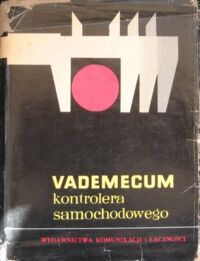 VADEMECUM
kontrolera
samochodowego
WYDAWNICTWA KOMUNIKACJI i ŁĄCZNOŚCI